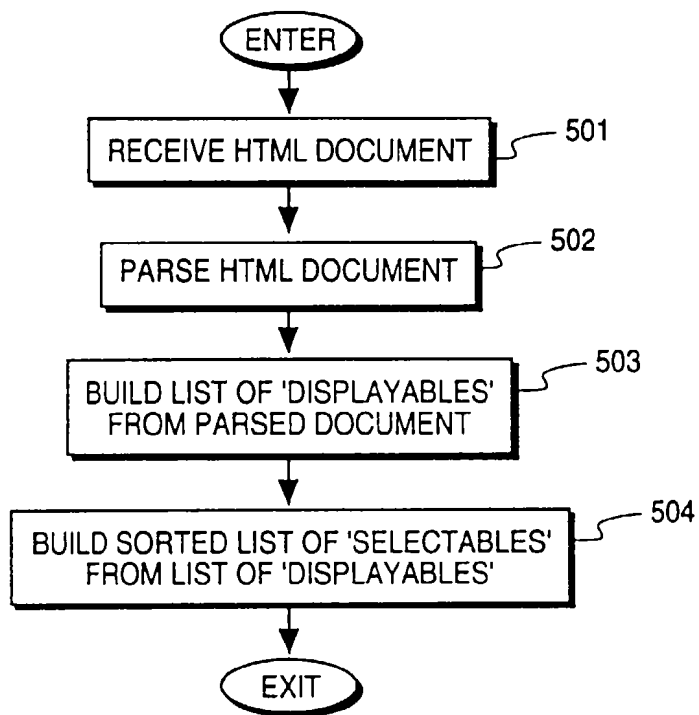 ENTER
RECEIVE HTML DOCUMENT
501
PARSE HTML DOCUMENT
502
BUILD LIST OF 'DISPLAYABLES'
FROM PARSED DOCUMENT
503
BUILD SORTED LIST OF 'SELECTABLES'
FROM LIST OF 'DISPLAYABLES'
504
EXIT